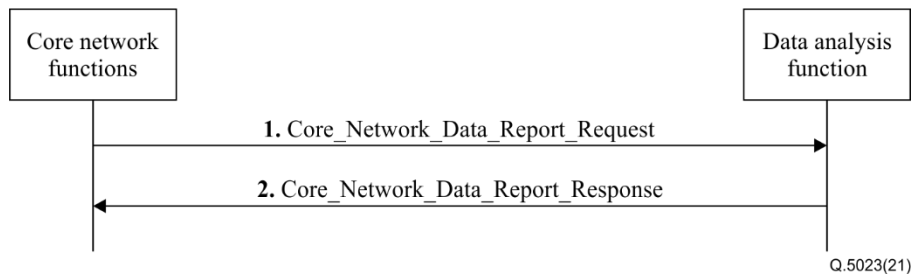 Core network
functions
Data analysis
function
1. Core_Network_Data_Report_Request
2. Core_Network_Data_Report_Response
Q.5023(21)